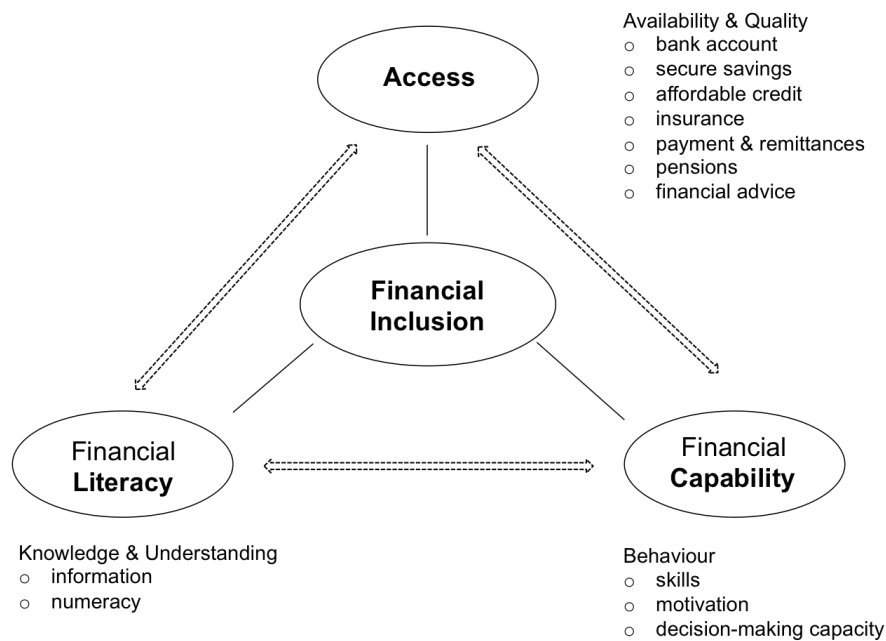 Access
Availability & Quality
○ bank account
○ secure savings
○ affordable credit
○ insurance
○ payment & remittances
○ pensions
○ financial advice
Financial
Inclusion
Financial
Literacy
Financial
Capability
Knowledge & Understanding
○ information
○ numeracy
Behaviour
○ skills
○ motivation
○ decision-making capacity